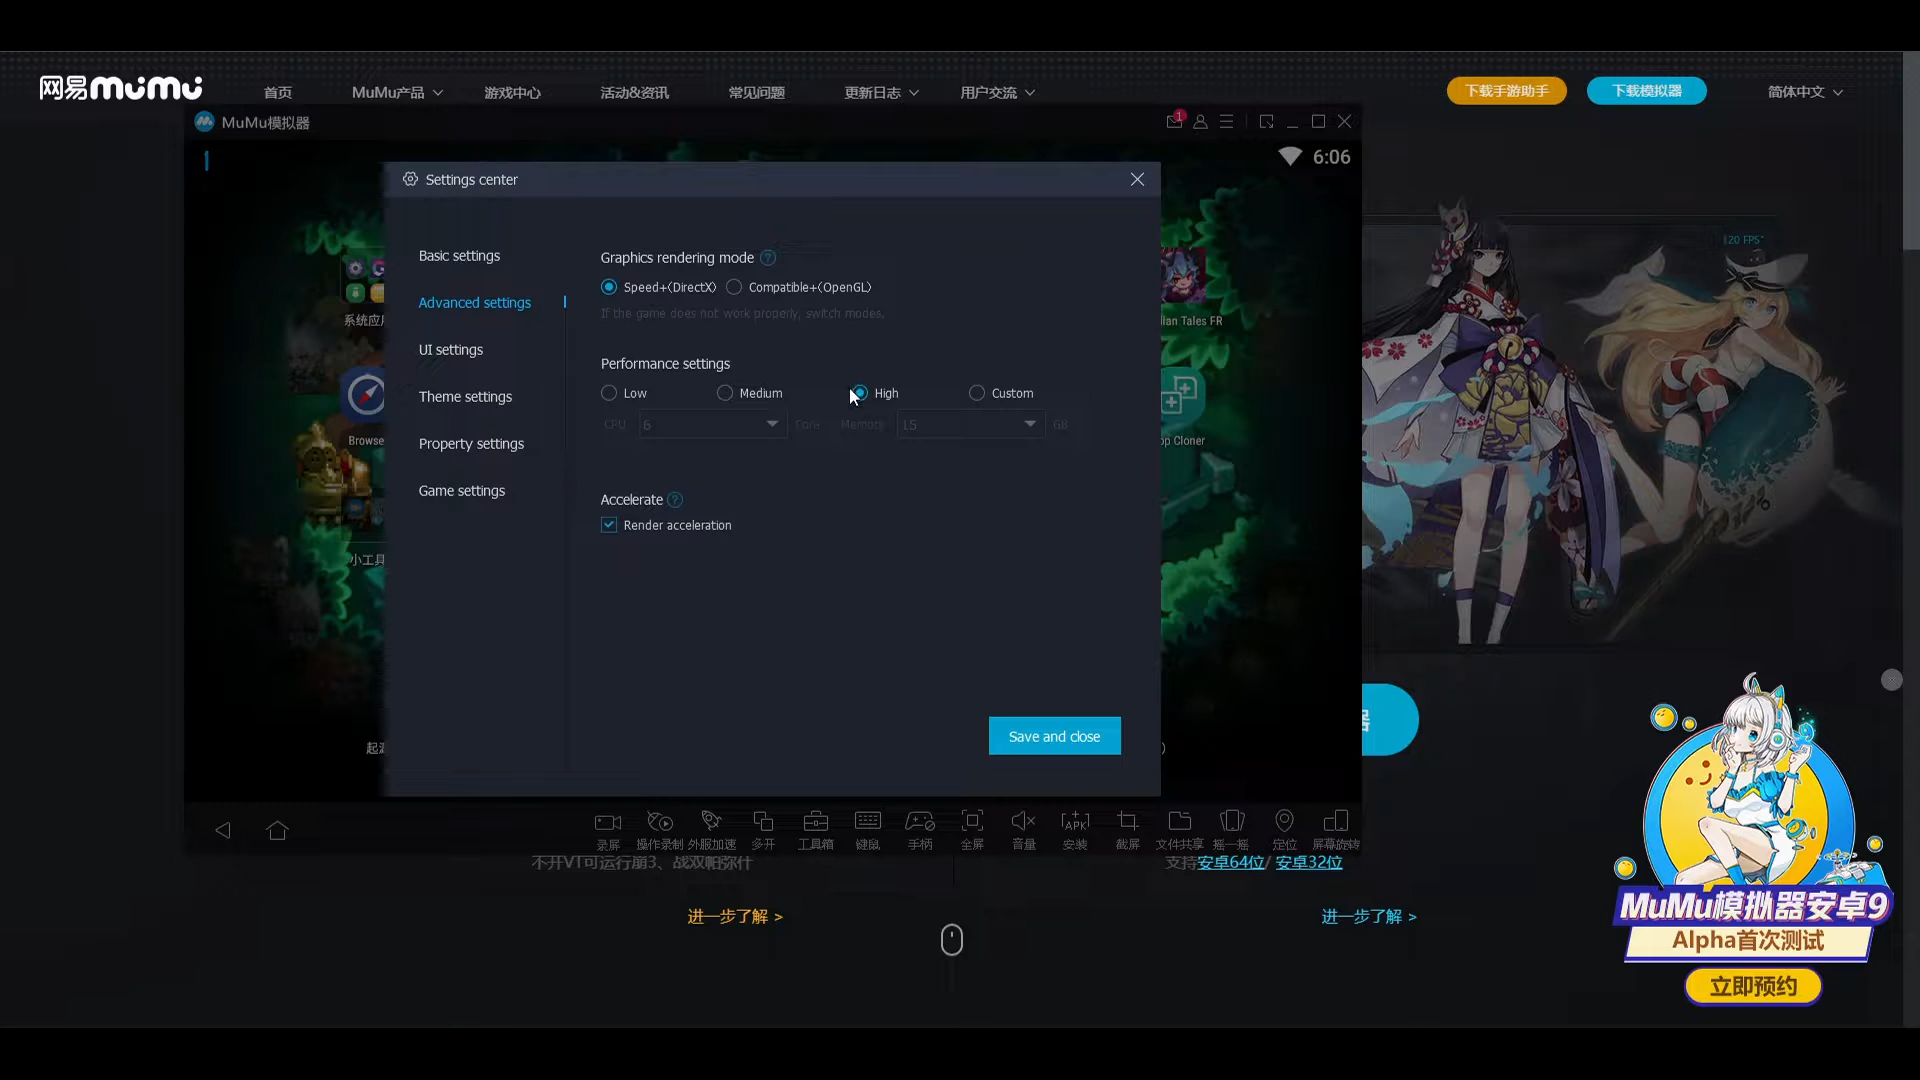 网易MuMu
首页
MuMu产品
游戏中心
活动&资讯
常见问题
更新日志
用户交流
下载手游助手
下载模拟器
简体中文
MuMu模拟器
1
6:06
Settings center
120 FPS+
Basic settings
Graphics rendering mode ?
Advanced settings
Speed+(DirectX)
Compatible+(OpenGL)
If the game does not work properly, switch modes.
系统应
ian Tales FR
UI settings
Performance settings
Theme settings
Low
Medium
High
Custom
CPU
6
Core
Memory
1.5
GB
Browse
Property settings
p Cloner
Game settings
Accelerate ?
Render acceleration
小工具
Save and close
起源
器
录屏
操作录制
外服加速
多开
工具箱
键鼠
手柄
全屏
音量
APK
安装
截屏
文件共享
摇一摇
定位
屏幕旋转
不开VT可运行崩3、战双帕弥什
支持安卓64位/ 安卓32位
进一步了解 >
进一步了解 >
MuMu模拟器安卓9
Alpha首次测试
立即预约